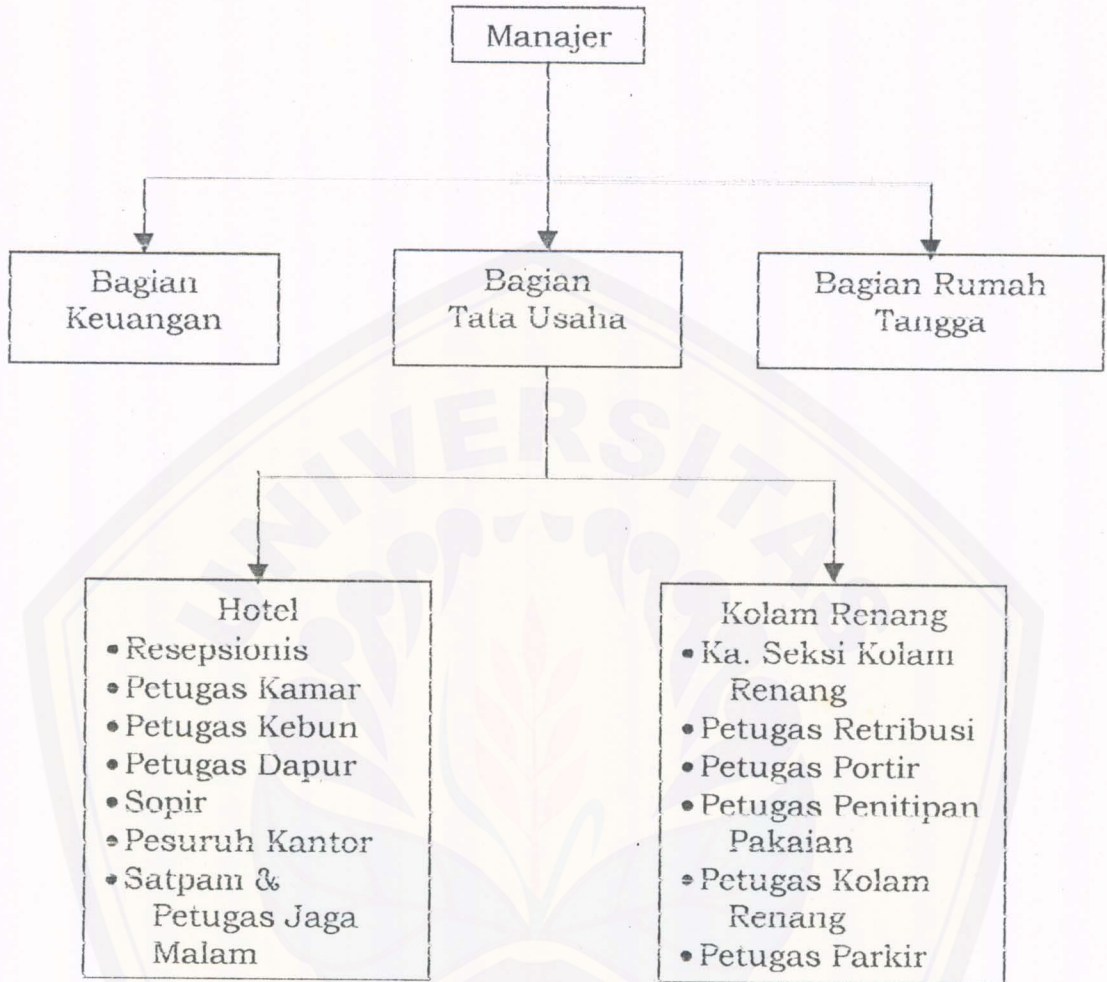 Manajer
Bagian
Keuangan
Bagian
Tata Usaha
Bagian Rumah
Tangga
Hotel
• Resepsionis
• Petugas Kamar
• Petugas Kebun
• Petugas Dapur
• Sopir
• Pesuruh Kantor
• Satpam &
Petugas Jaga
Malam
Kolam Renang
• Ka. Seksi Kolam
Renang
• Petugas Retribusi
• Petugas Portir
• Petugas Penitipan
Pakaian
• Petugas Kolam
Renang
• Petugas Parkir
UNIVERSITAS